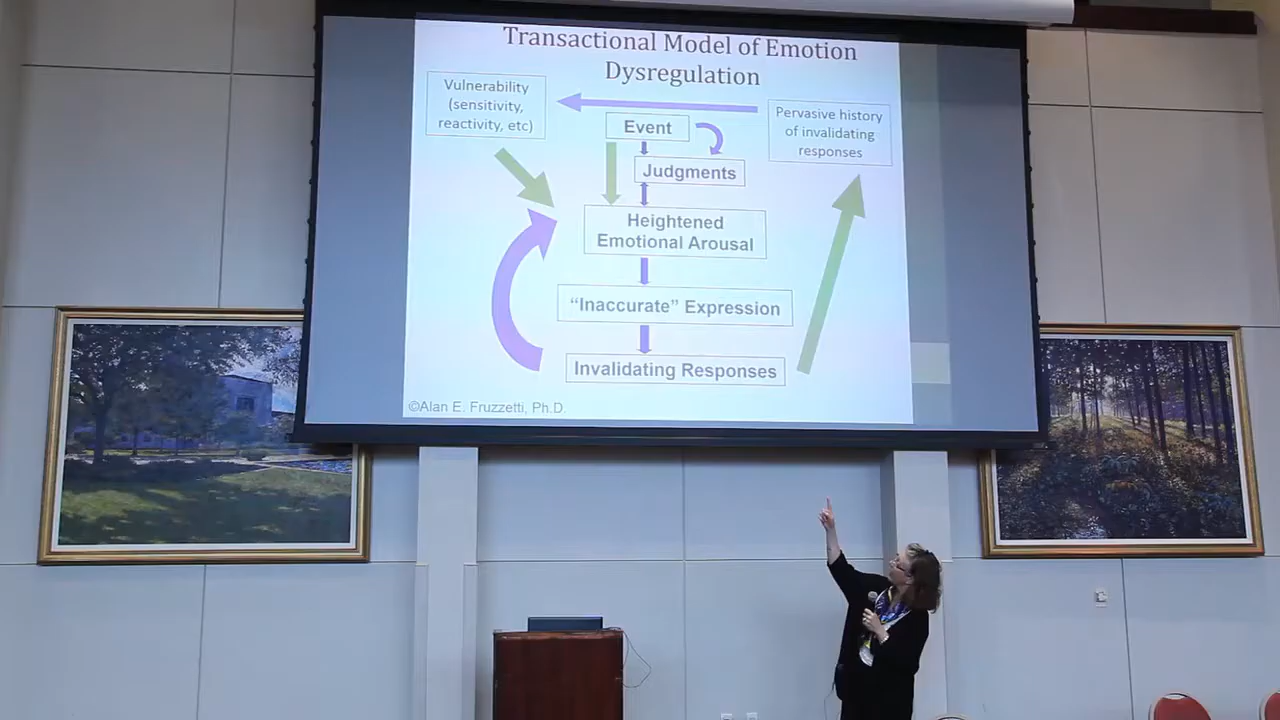 Transactional Model of Emotion
Dysregulation
Vulnerability
(sensitivity,
reactivity, etc)
Event
Judgments
Pervasive history
of invalidating
responses
Heightened
Emotional Arousal
“Inaccurate” Expression
Invalidating Responses
©Alan E. Fruzzetti, Ph.D.